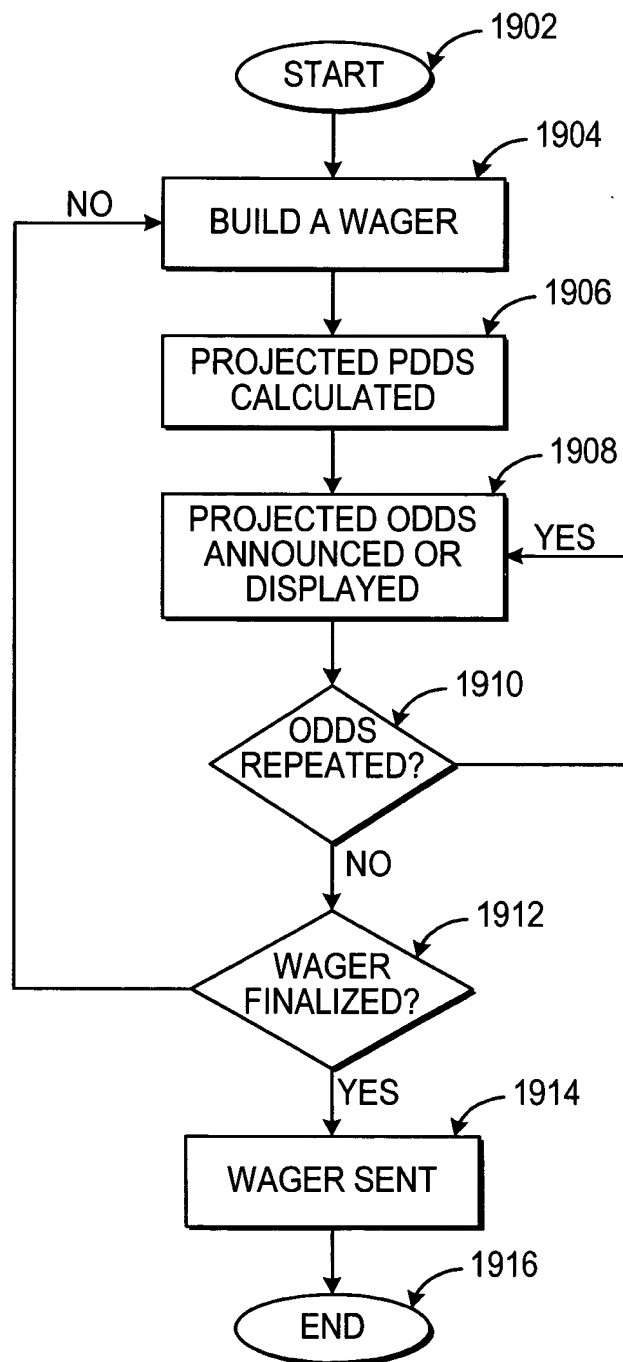 1902
START
1904
NO
BUILD A WAGER
1906
PROJECTED PDDS
CALCULATED
1908
PROJECTED ODDS
ANNOUNCED OR
DISPLAYED
YES
1910
ODDS
REPEATED?
NO
1912
WAGER
FINALIZED?
YES
1914
WAGER SENT
1916
END